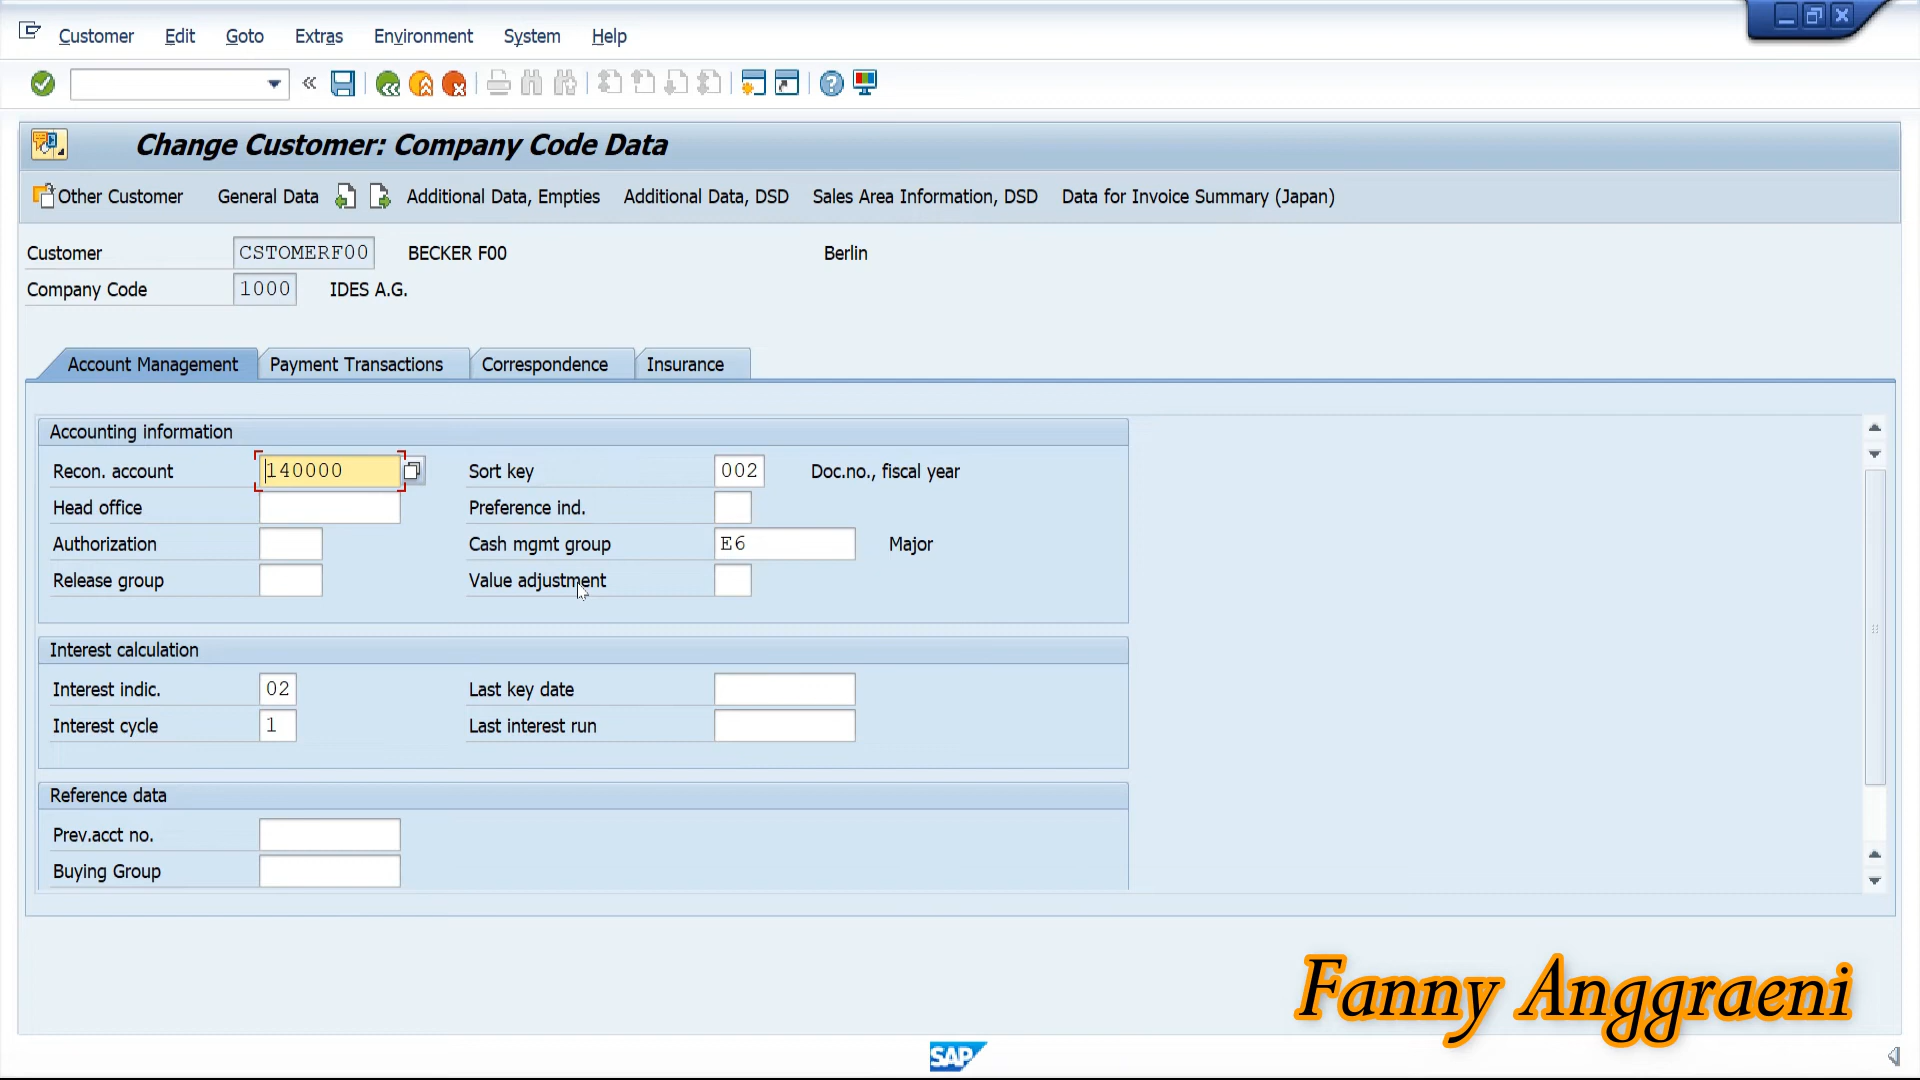 Customer Edit Goto Extras Environment System Help
Change Customer: Company Code Data
Other Customer General Data Additional Data, Empties Additional Data, DSD Sales Area Information, DSD Data for Invoice Summary (Japan)
Customer CSTOMERF00 BECKER F00 Berlin
Company Code 1000 IDES A.G.
Account Management Payment Transactions Correspondence Insurance
Accounting information
Recon. account 140000 Sort key 002 Doc.no., fiscal year
Head office Preference ind.
Authorization Cash mgmt group E6 Major
Release group Value adjustment
Interest calculation
Interest indic. 02 Last key date
Interest cycle 1 Last interest run
Reference data
Prev.acct no.
Buying Group
Fanny Anggraeni
SAP